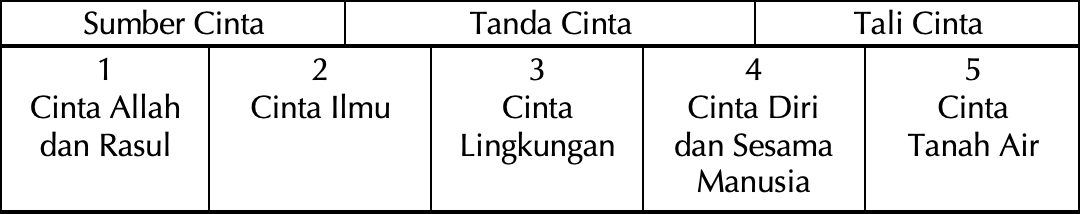 Sumber Cinta Tanda Cinta Tali Cinta
1 2 3 4 5
Cinta Allah Cinta Ilmu Cinta Cinta Diri Cinta
dan Rasul Lingkungan dan Sesama Tanah Air
Manusia